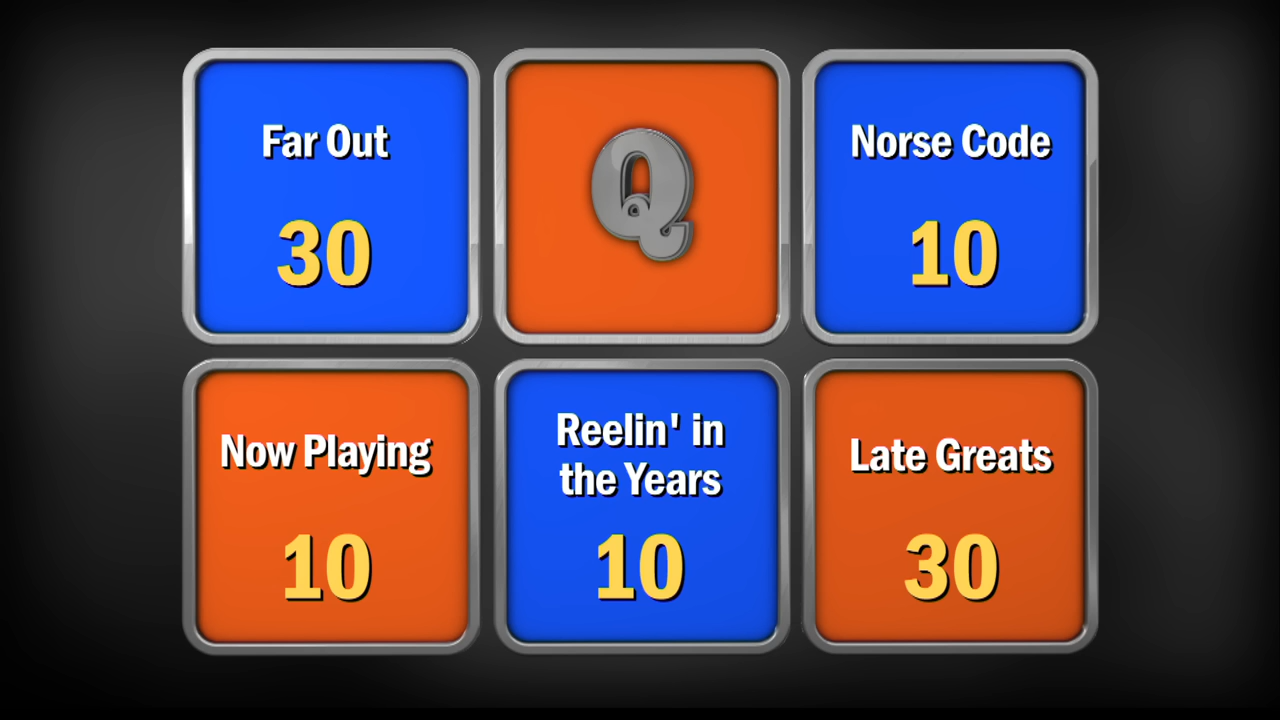 Far Out
30
Q
Norse Code
10
Now Playing
10
Reelin' in
the Years
10
Late Greats
30